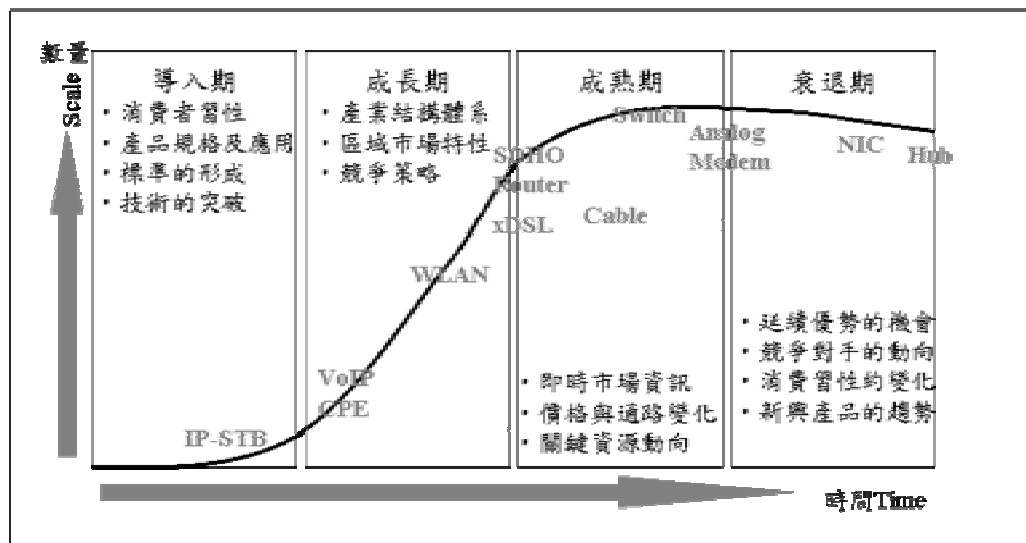 數量
Scale
導入期
・消費者習性
・產品規格及應用
・標準的形成
・技術的突破
IP-STB
成長期
・產業結構體系
・區域市場特性
・競爭策略
WLAN
VoIP
CPE
成熟期
Switch
SOHO
Router
xDSL
Cable
・即時市場資訊
・價格與通路變化
・關鍵資源動向
衰退期
Analog
Modem
NIC
Hub
・延續優勢的機會
・競爭對手的動向
・消費習性的變化
・新興產品的趨勢
時間Time